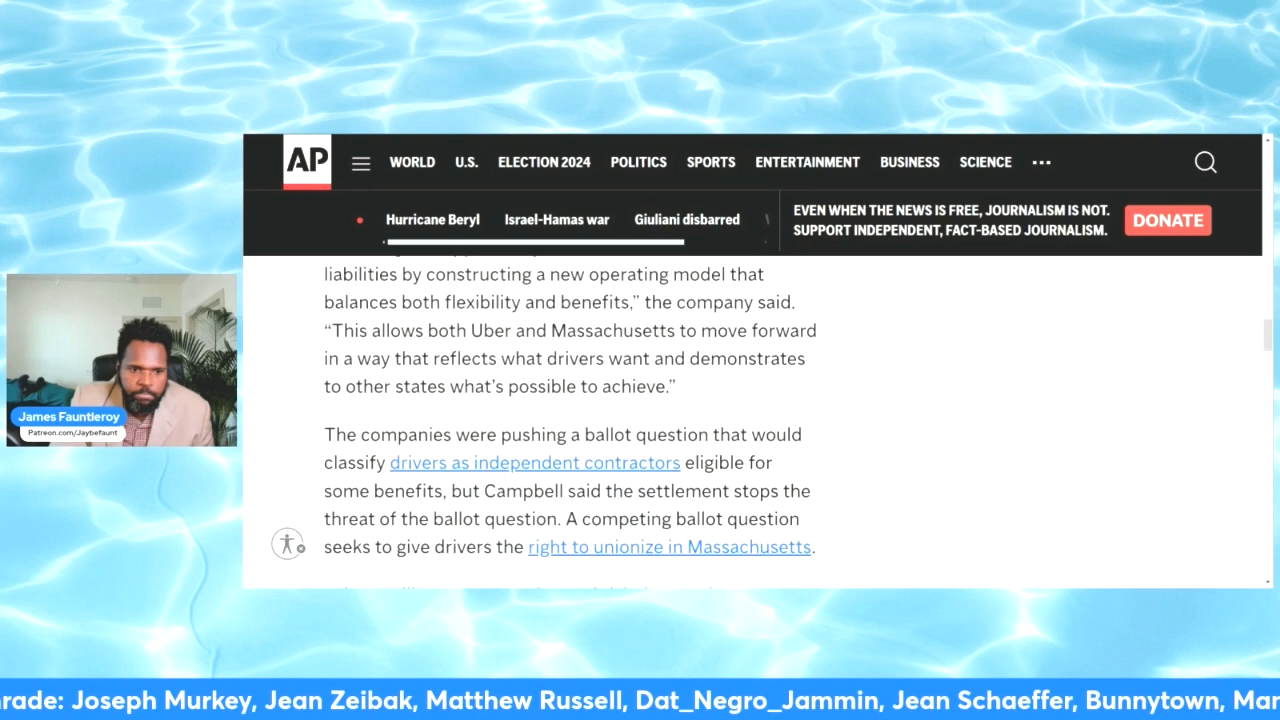 AP
WORLD U.S. ELECTION 2024 POLITICS SPORTS ENTERTAINMENT BUSINESS SCIENCE •••
Hurricane Beryl Israel-Hamas war Giuliani disbarred
EVEN WHEN THE NEWS IS FREE, JOURNALISM IS NOT.
SUPPORT INDEPENDENT, FACT-BASED JOURNALISM.
DONATE
liabilities by constructing a new operating model that
balances both flexibility and benefits,” the company said.
“This allows both Uber and Massachusetts to move forward
in a way that reflects what drivers want and demonstrates
to other states what’s possible to achieve.”
The companies were pushing a ballot question that would
classify drivers as independent contractors eligible for
some benefits, but Campbell said the settlement stops the
threat of the ballot question. A competing ballot question
seeks to give drivers the right to unionize in Massachusetts.
James Fauntleroy
Patreon.com/Jaybefaunt
rade: Joseph Murkey, Jean Zeibak, Matthew Russell, Dat_Negro_Jammin, Jean Schaeffer, Bunnytown, Mar